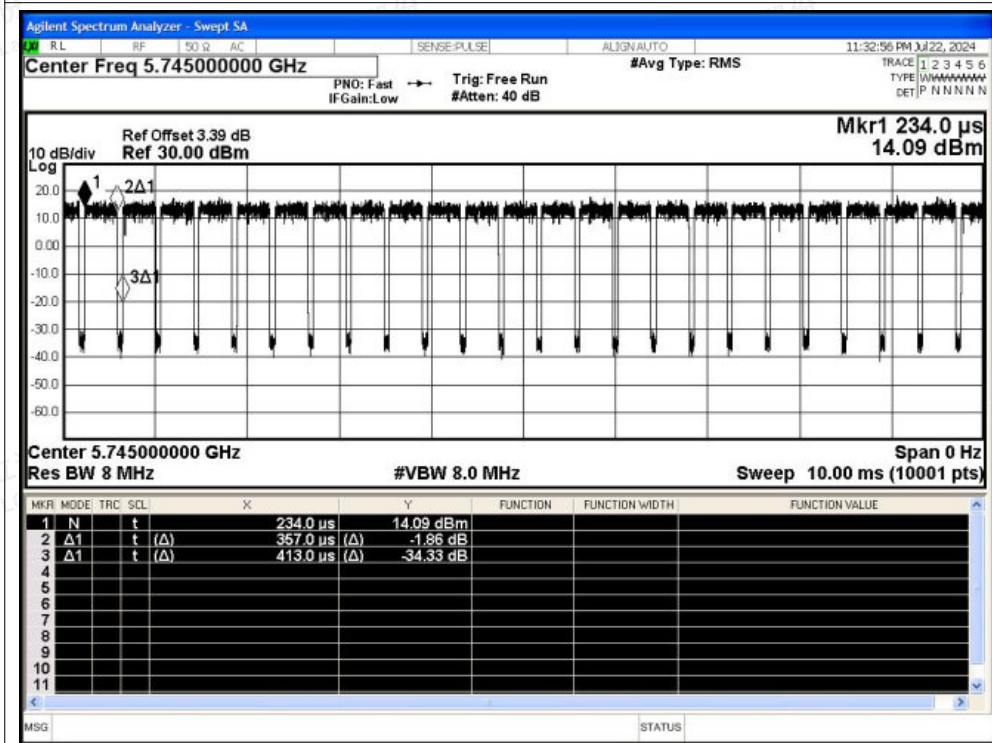 Agilent Spectrum Analyzer - Swept SA
LXI RL RF 50 Ω AC SENSE:PULSE ALIGN AUTO 11:32:56 PM Jul 22, 2024
Center Freq 5.745000000 GHz #Avg Type: RMS TRACE 1 2 3 4 5 6
PNO: Fast Trig: Free Run TYPE WWWWWW
IFGain:Low #Atten: 40 dB DET P N N N N N
Mkr1 234.0 µs
14.09 dBm
Ref Offset 3.39 dB
10 dB/div Ref 30.00 dBm
Log
1 2Δ1
20.0
10.0
0.00
3Δ1
-10.0
-20.0
-30.0
-40.0
-50.0
-60.0
Center 5.745000000 GHz Span 0 Hz
Res BW 8 MHz #VBW 8.0 MHz Sweep 10.00 ms (10001 pts)
MKR MODE TRC SCL X Y FUNCTION FUNCTION WIDTH FUNCTION VALUE
1 N t 234.0 µs 14.09 dBm
2 Δ1 t (Δ) 357.0 µs (Δ) -1.86 dB
3 Δ1 t (Δ) 413.0 µs (Δ) -34.33 dB
4
5
6
7
8
9
10
11
MSG STATUS